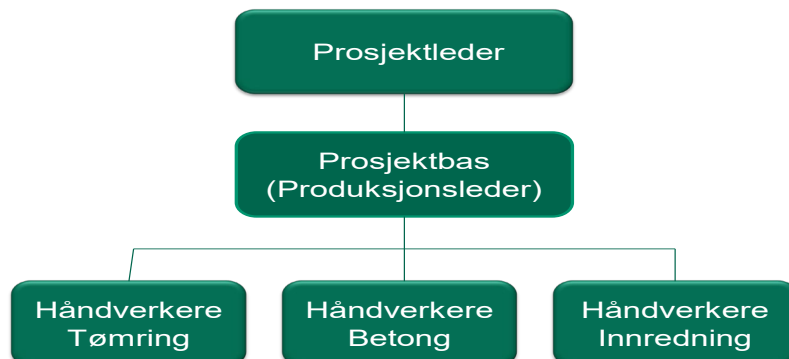 Prosjektleder
Prosjektbas
(Produksjonsleder)
Håndverkere
Tømring
Håndverkere
Betong
Håndverkere
Innredning